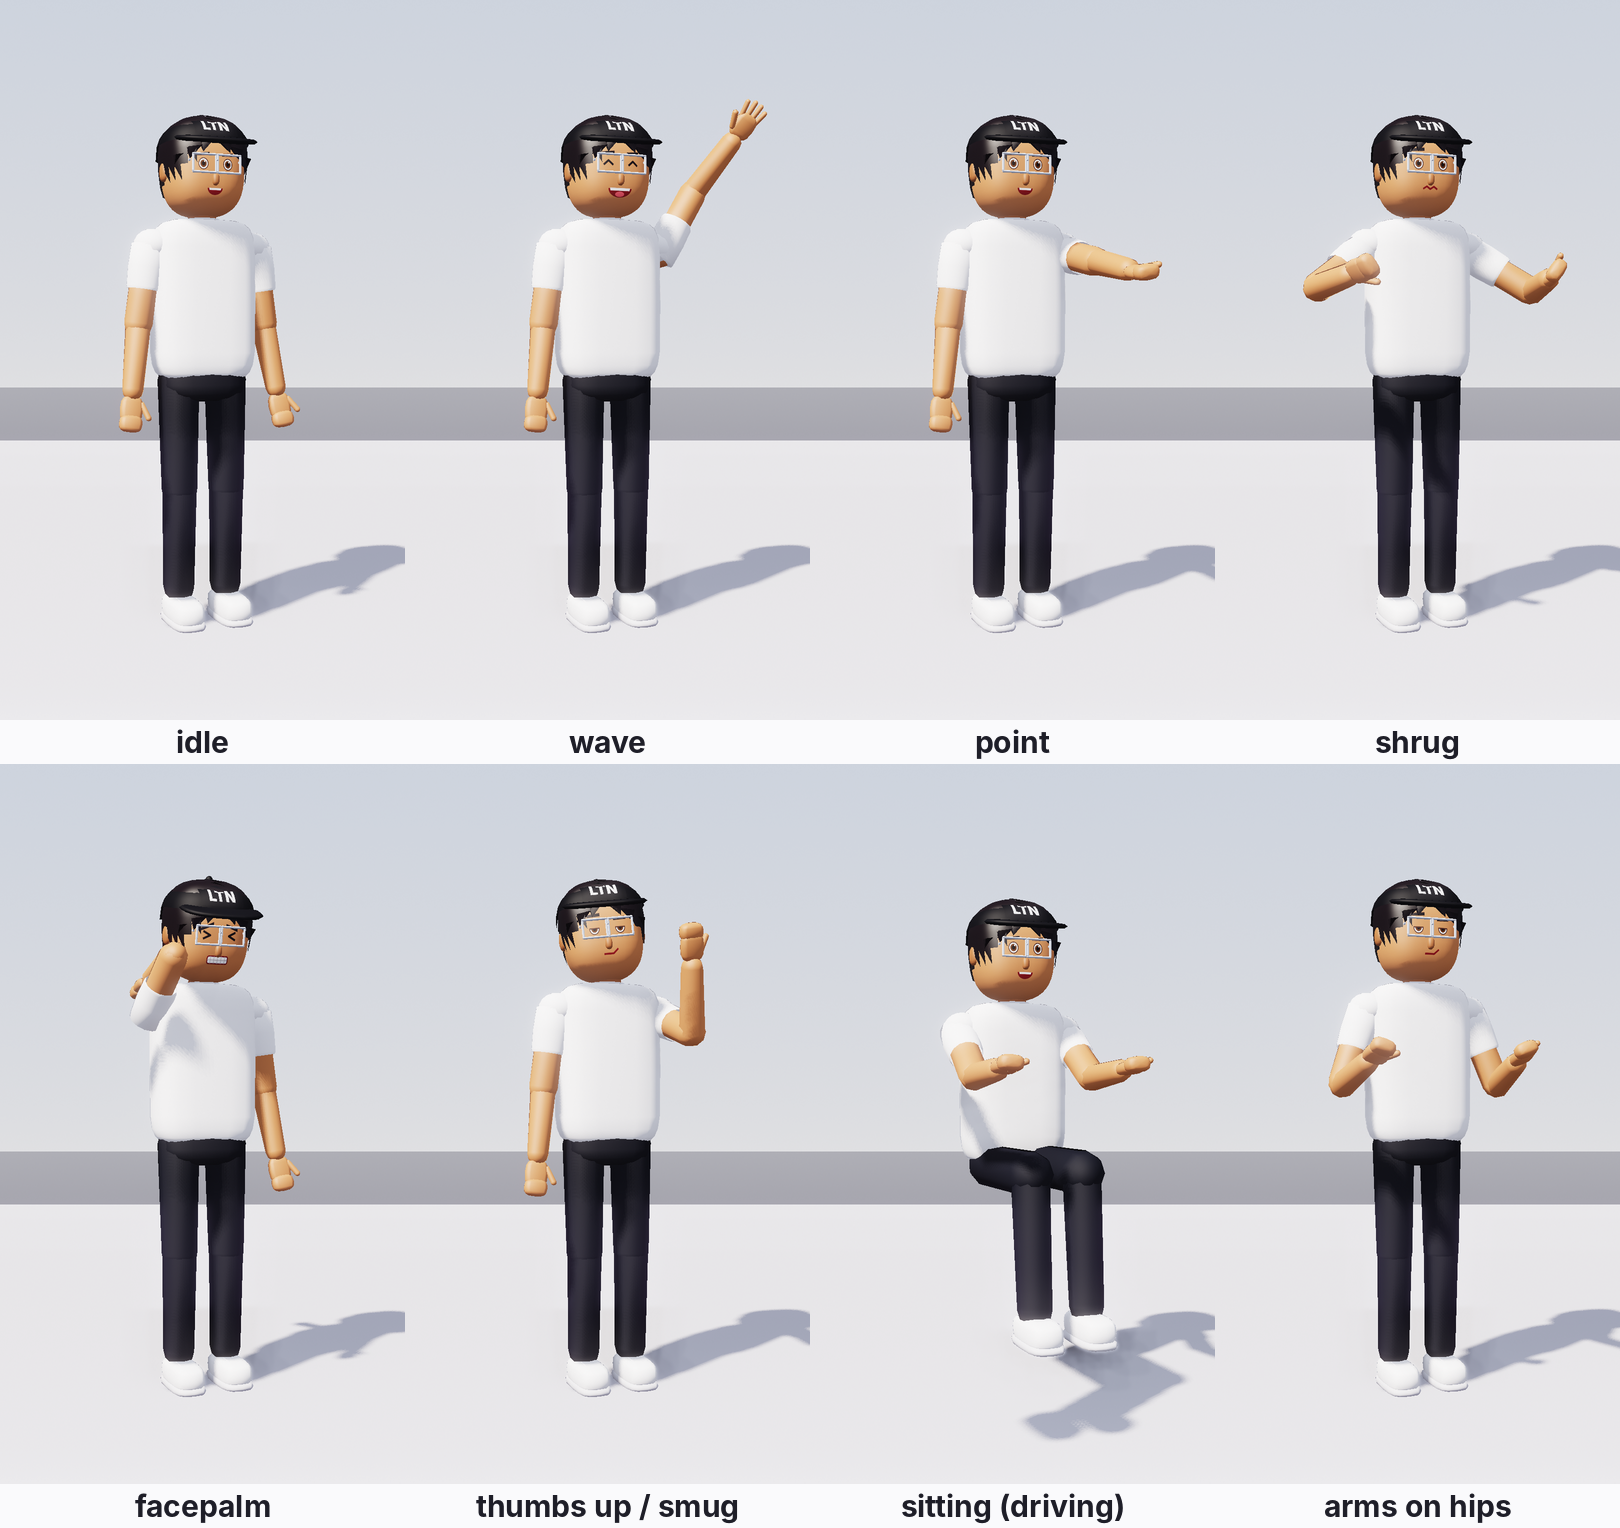 LTN
LTN
LTN
LTN
idle
wave
point
shrug
LTN
LTN
LTN
LTN
facepalm
thumbs up / smug
sitting (driving)
arms on hips